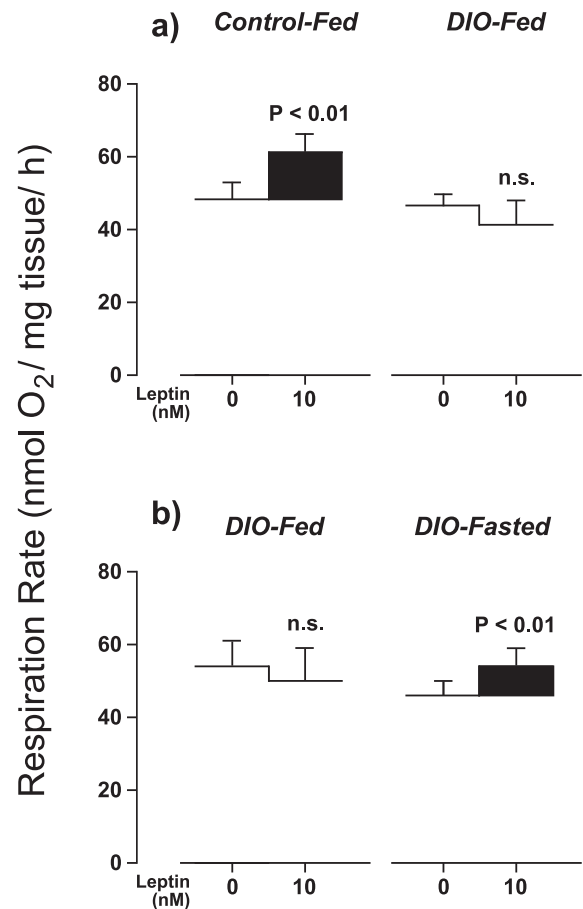 a)
Control-Fed
DIO-Fed
Respiration Rate (nmol O₂/ mg tissue/ h)
80
60
40
20
0
P < 0.01
n.s.
Leptin
(nM)
0
10
0
10
b)
DIO-Fed
DIO-Fasted
80
60
40
20
0
n.s.
P < 0.01
Leptin
(nM)
0
10
0
10